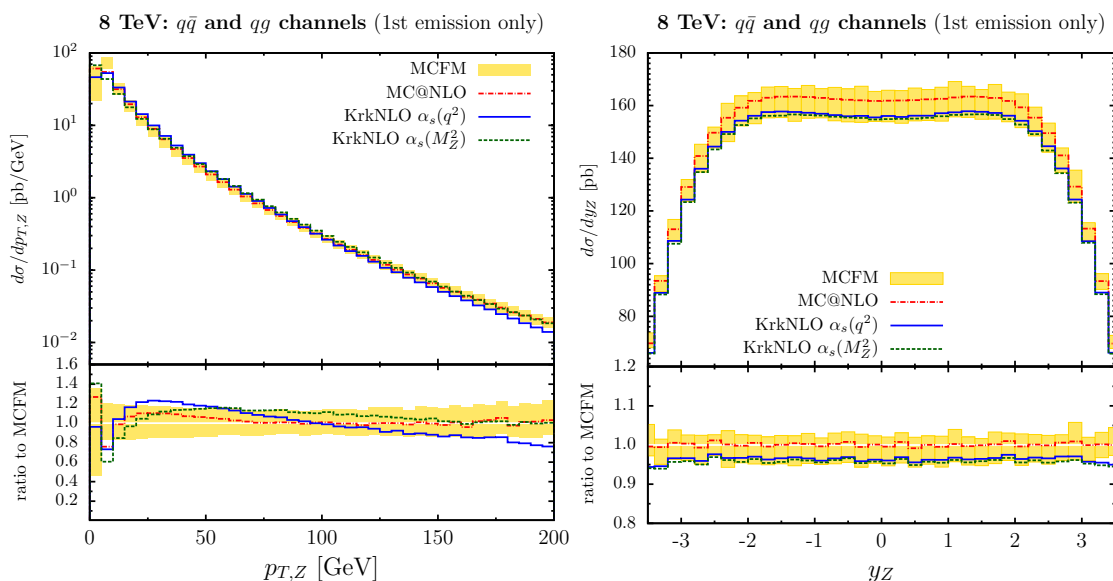 8 TeV: qq̄ and qg channels (1st emission only)
dσ/dp_{T,Z} [pb/GeV]
10^2
10^1
10^0
10^{-1}
10^{-2}
MCFM
MC@NLO
KrkNLO α_s(q^2)
KrkNLO α_s(M_Z^2)
ratio to MCFM
1.6
1.4
1.2
1.0
0.8
0.6
0.4
0.2
0 50 100 150 200
p_{T,Z} [GeV]
8 TeV: qq̄ and qg channels (1st emission only)
dσ/dy_Z [pb]
180
160
140
120
100
80
MCFM
MC@NLO
KrkNLO α_s(q^2)
KrkNLO α_s(M_Z^2)
ratio to MCFM
1.2
1.1
1.0
0.9
0.8
-3 -2 -1 0 1 2 3
y_Z